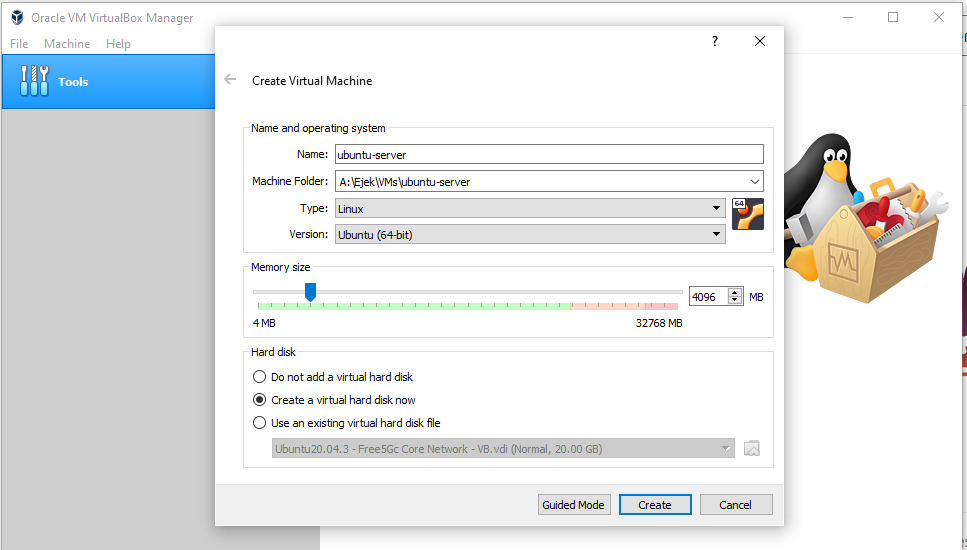 Oracle VM VirtualBox Manager
File Machine Help
Tools
?
Create Virtual Machine
Name and operating system
Name: ubuntu-server
Machine Folder: A:\Ejek\VMs\ubuntu-server
Type: Linux
64
Version: Ubuntu (64-bit)
Memory size
4096 MB
4 MB 32768 MB
Hard disk
Do not add a virtual hard disk
Create a virtual hard disk now
Use an existing virtual hard disk file
Ubuntu20.04.3 - Free5Gc Core Network - VB.vdi (Normal, 20.00 GB)
Guided Mode Create Cancel